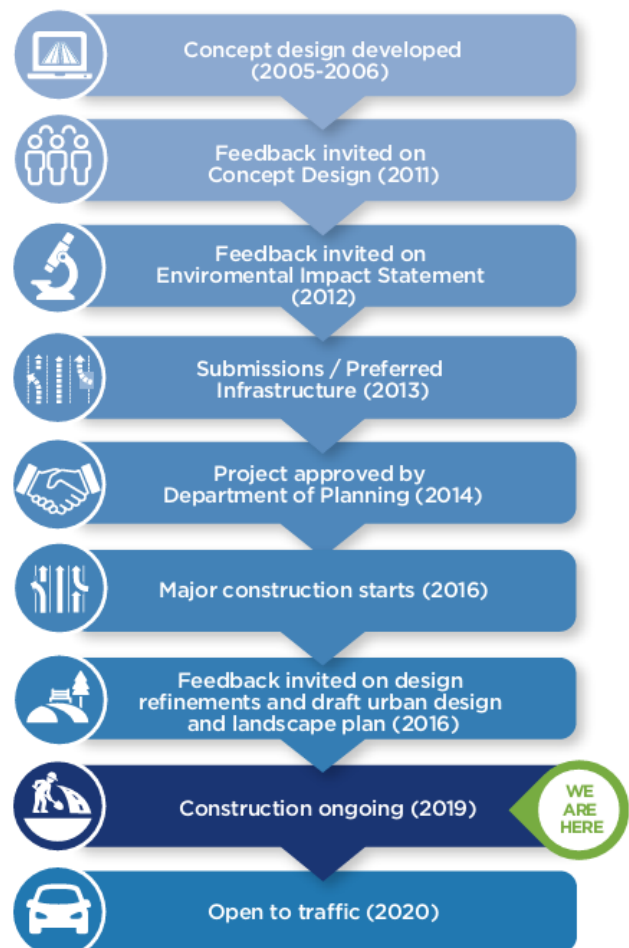 Concept design developed
(2005-2006)
Feedback invited on
Concept Design (2011)
Feedback invited on
Enviromental Impact Statement
(2012)
Submissions / Preferred
Infrastructure (2013)
Project approved by
Department of Planning (2014)
Major construction starts (2016)
Feedback invited on design
refinements and draft urban design
and landscape plan (2016)
Construction ongoing (2019)
WE
ARE
HERE
Open to traffic (2020)